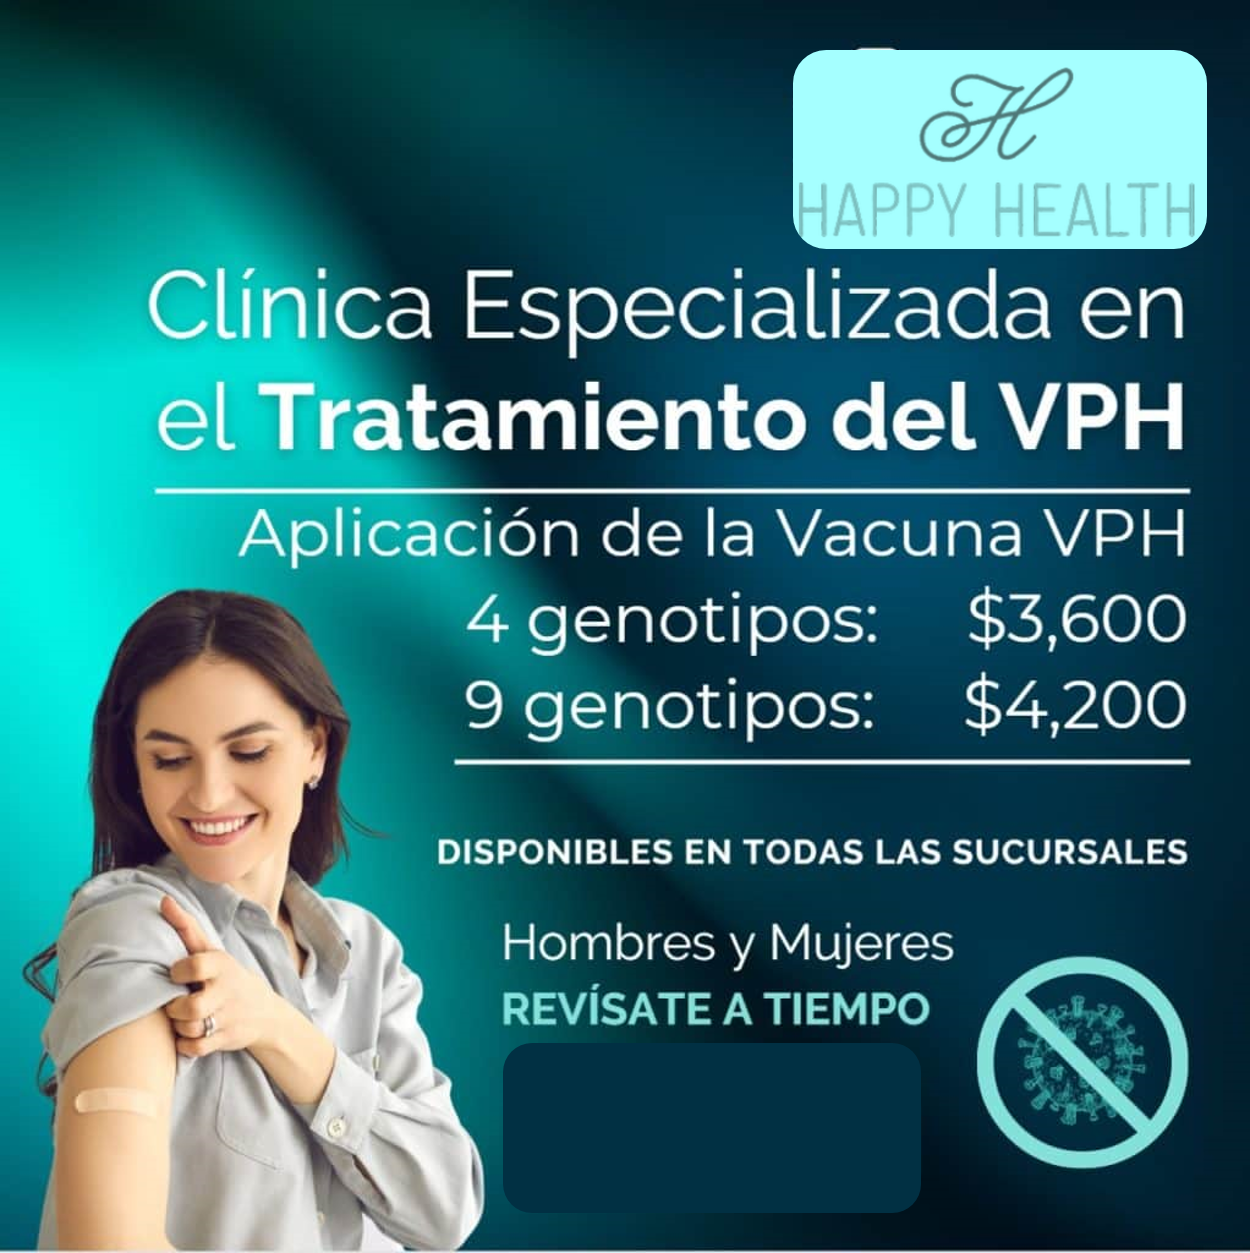 H
HAPPY HEALTH
Clínica Especializada en
el Tratamiento del VPH
Aplicación de la Vacuna VPH
4 genotipos: $3,600
9 genotipos: $4,200
DISPONIBLES EN TODAS LAS SUCURSALES
Hombres y Mujeres
REVÍSATE A TIEMPO